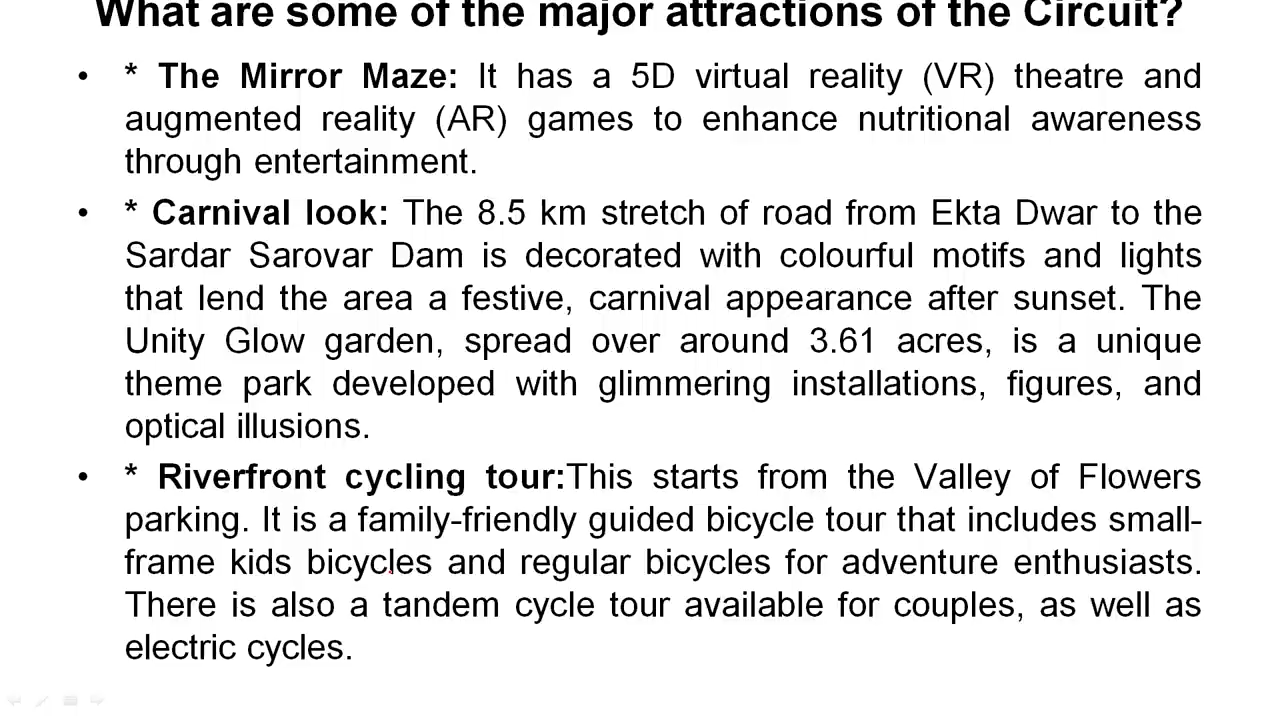 What are some of the major attractions of the Circuit?
• * The Mirror Maze: It has a 5D virtual reality (VR) theatre and
augmented reality (AR) games to enhance nutritional awareness
through entertainment.
• * Carnival look: The 8.5 km stretch of road from Ekta Dwar to the
Sardar Sarovar Dam is decorated with colourful motifs and lights
that lend the area a festive, carnival appearance after sunset. The
Unity Glow garden, spread over around 3.61 acres, is a unique
theme park developed with glimmering installations, figures, and
optical illusions.
• * Riverfront cycling tour:This starts from the Valley of Flowers
parking. It is a family-friendly guided bicycle tour that includes small-
frame kids bicycles and regular bicycles for adventure enthusiasts.
There is also a tandem cycle tour available for couples, as well as
electric cycles.